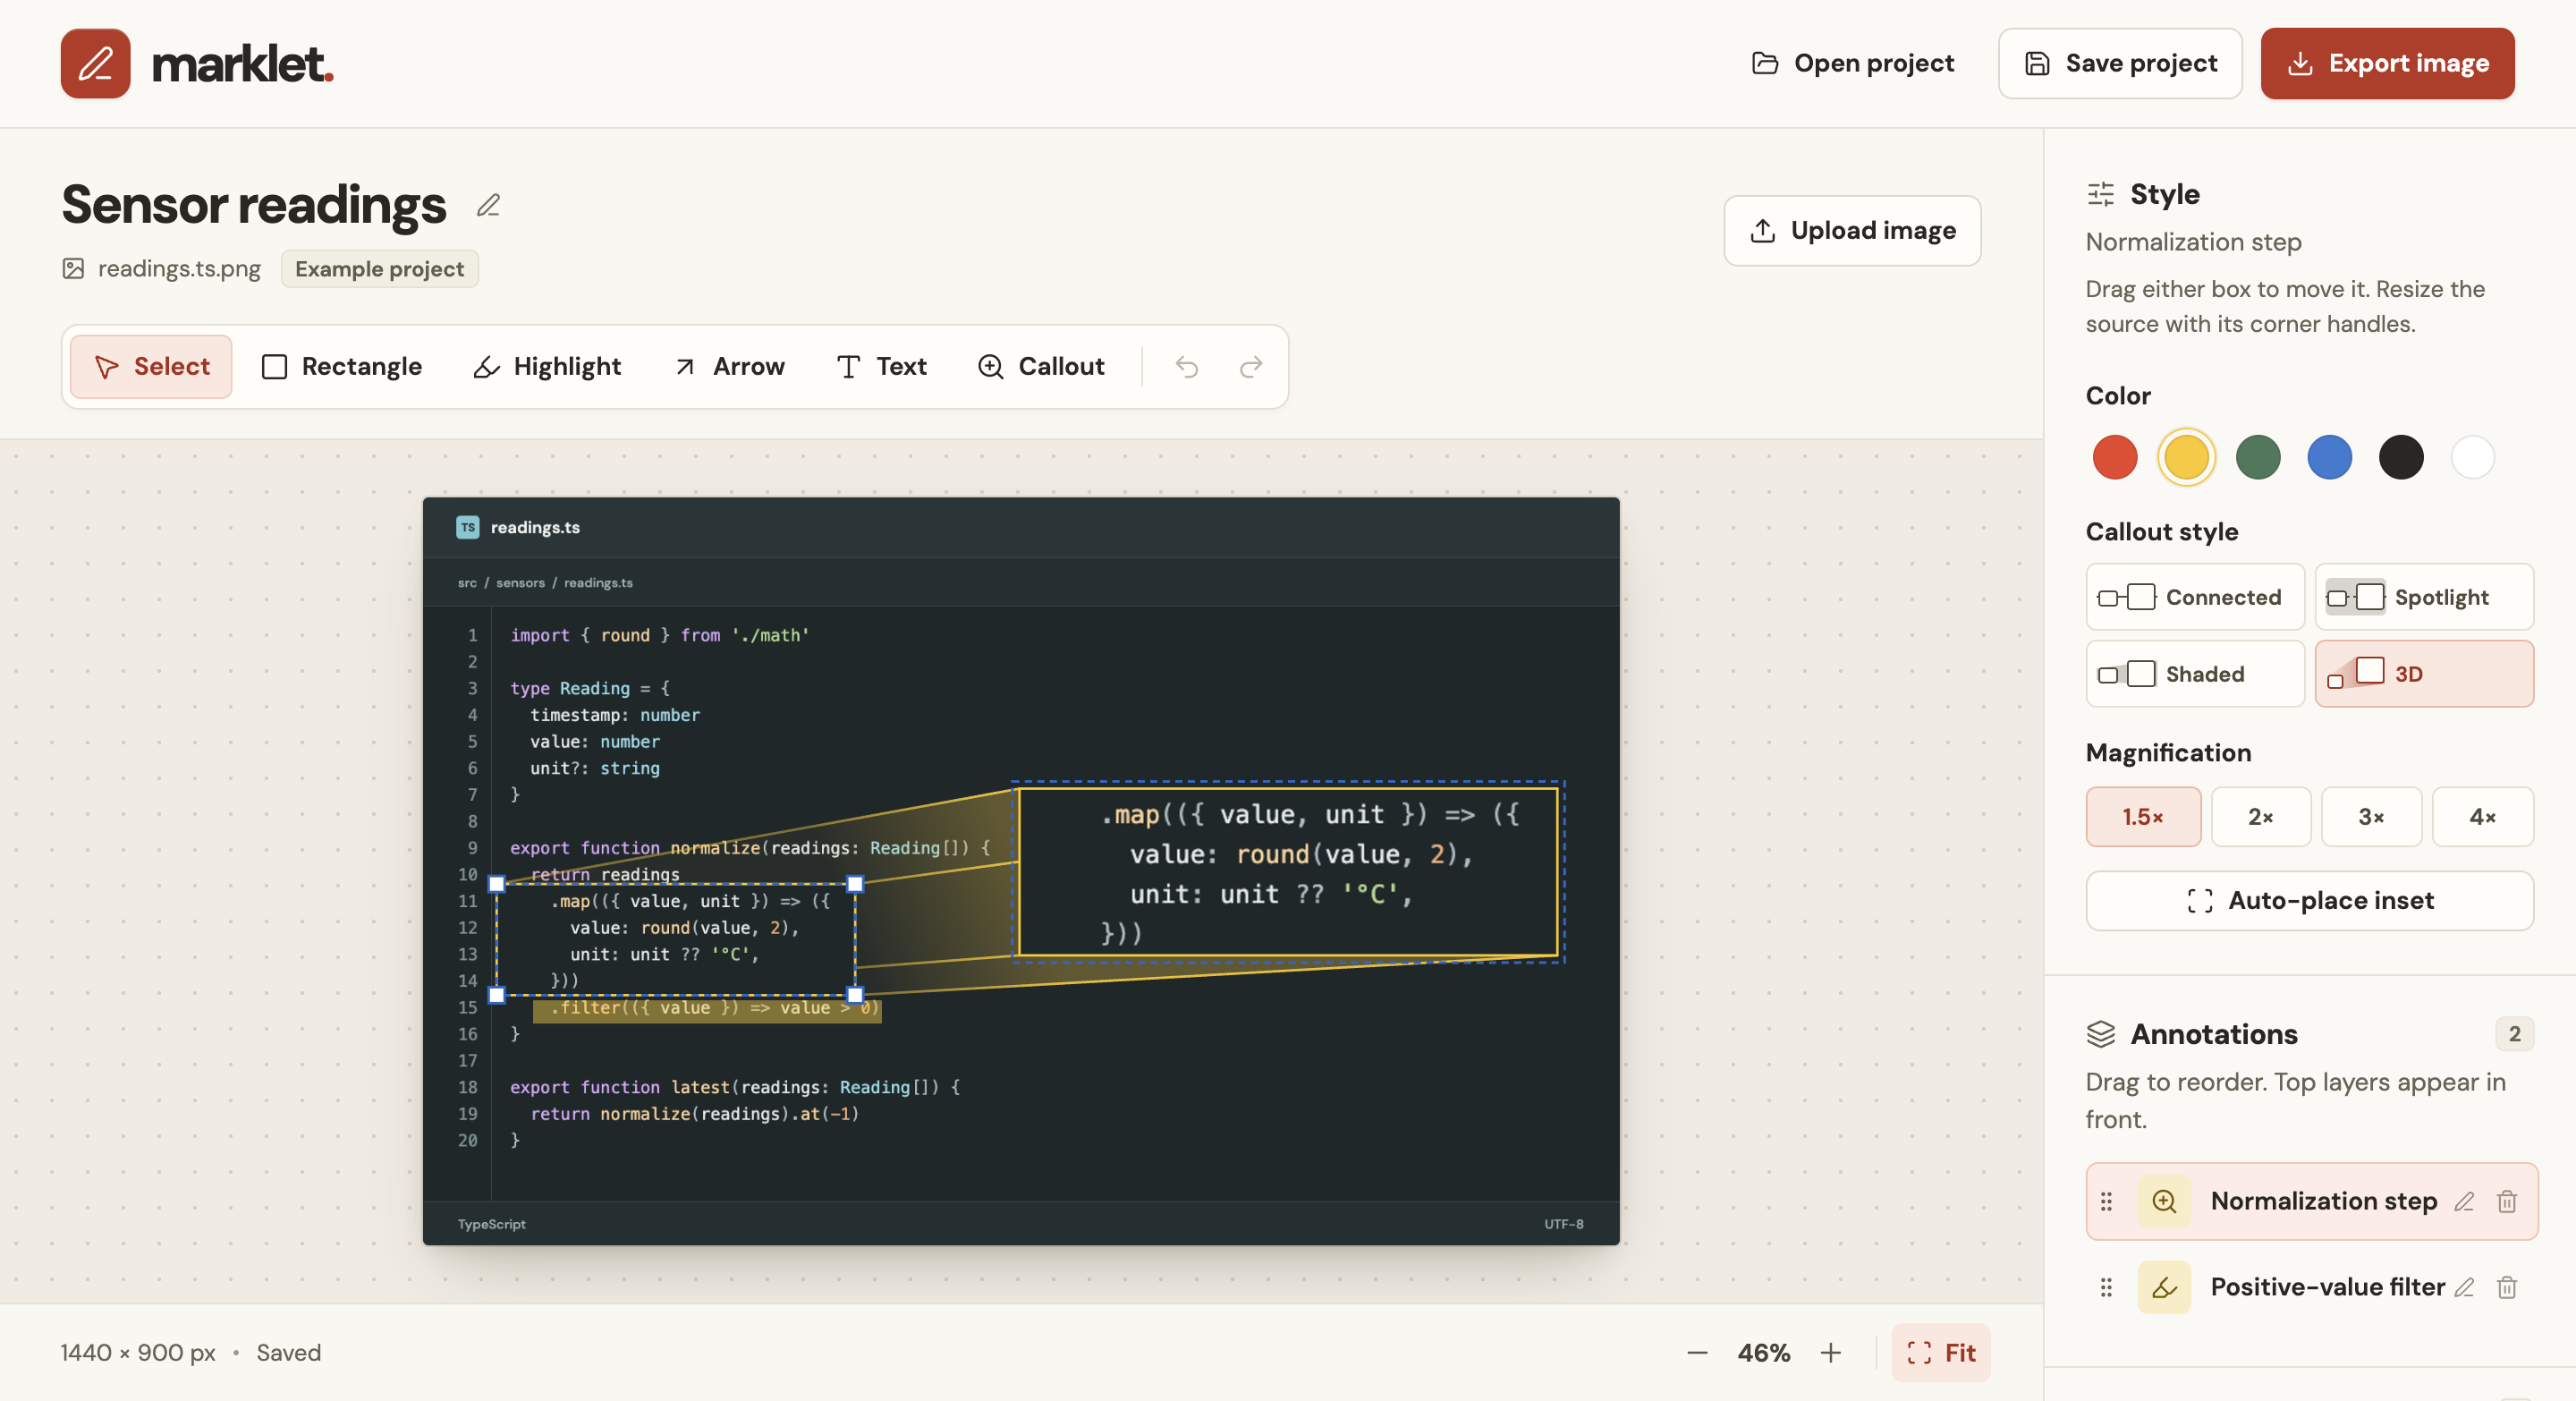 marklet.
Open project
Save project
Export image
Sensor readings
readings.ts.png
Example project
Upload image
Select
Rectangle
Highlight
Arrow
Text
Callout
TS readings.ts
src / sensors / readings.ts
1 import { round } from './math'
2
3 type Reading = {
4   timestamp: number
5   value: number
6   unit?: string
7 }
8
9 export function normalize(readings: Reading[]) {
10   return readings
11     .map(({ value, unit }) => ({
12       value: round(value, 2),
13       unit: unit ?? '°C',
14     }))
15     .filter(({ value }) => value > 0)
16 }
17
18 export function latest(readings: Reading[]) {
19   return normalize(readings).at(-1)
20 }
.map(({ value, unit }) => ({
  value: round(value, 2),
  unit: unit ?? '°C',
}))
TypeScript
UTF-8
1440 × 900 px • Saved
46%
Fit
Style
Normalization step
Drag either box to move it. Resize the
source with its corner handles.
Color
Callout style
Connected
Spotlight
Shaded
3D
Magnification
1.5×
2×
3×
4×
Auto-place inset
Annotations
2
Drag to reorder. Top layers appear in
front.
Normalization step
Positive-value filter